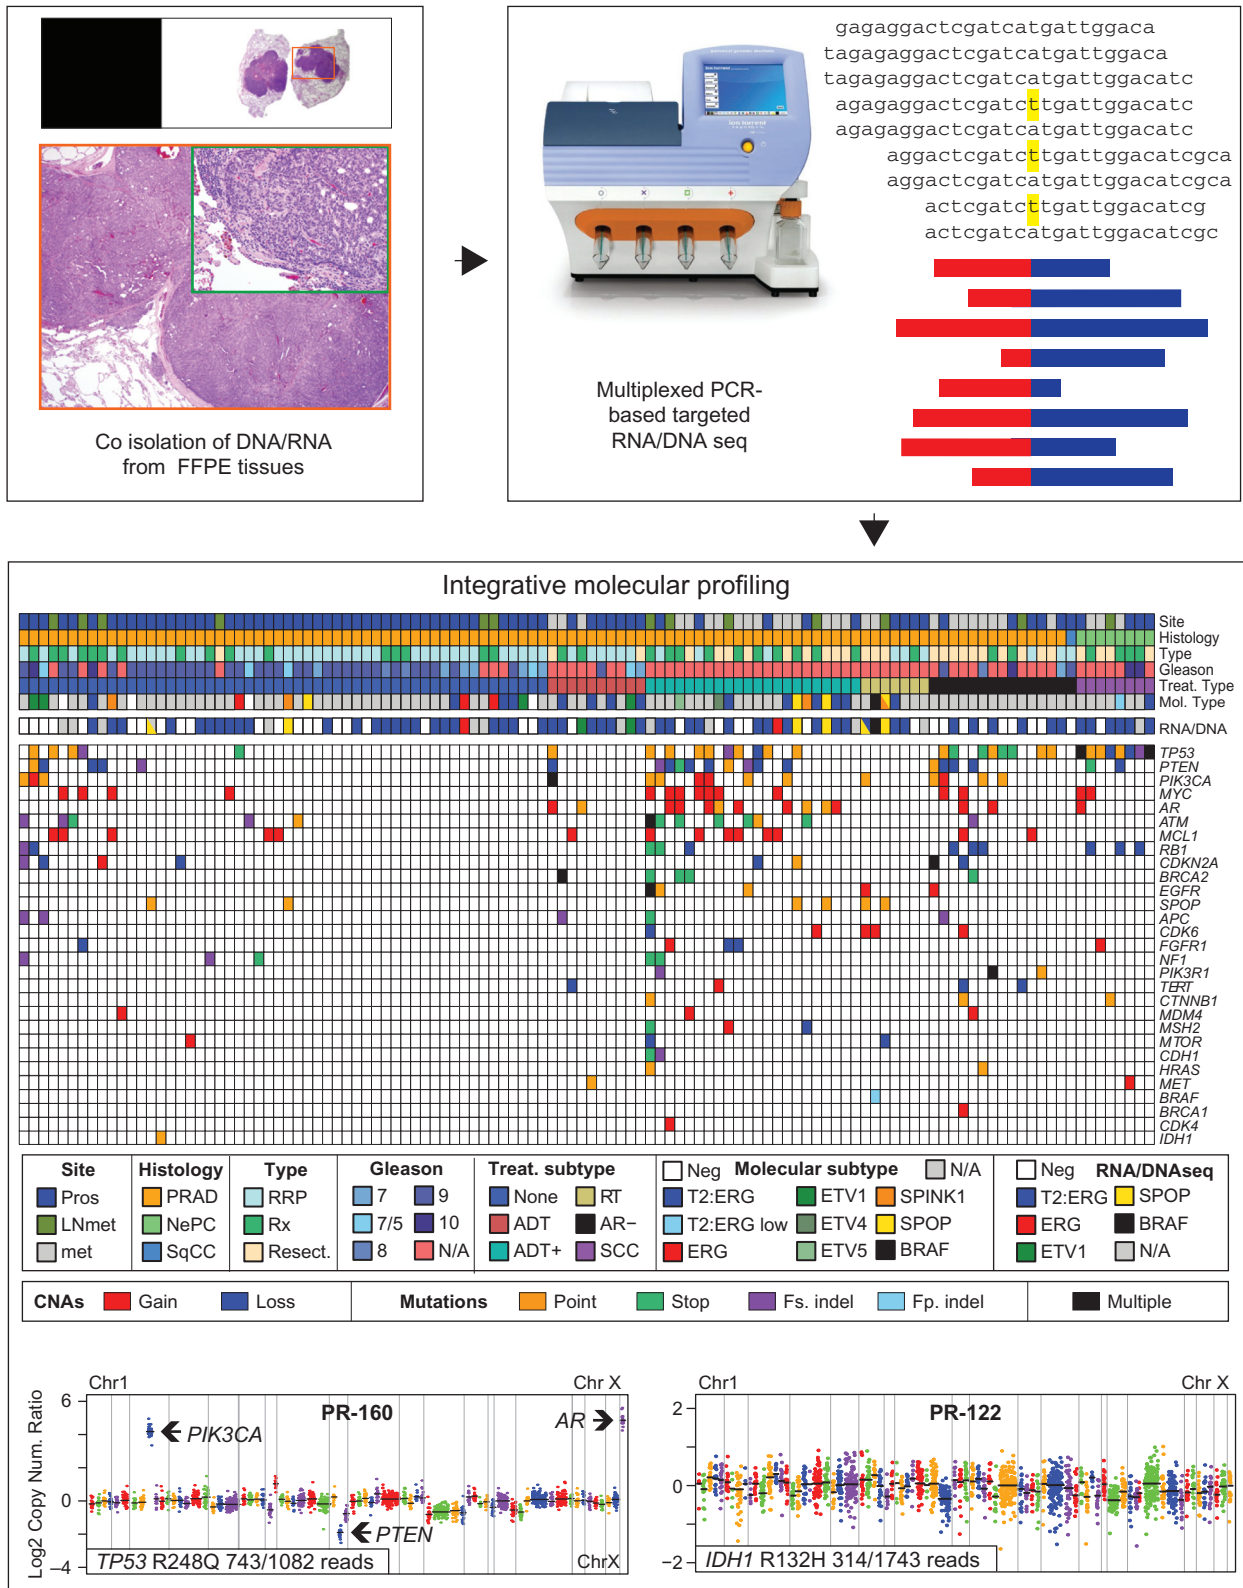 Co isolation of DNA/RNA
from FFPE tissues
ion torrent
Multiplexed PCR-
based targeted
RNA/DNA seq
gagaggactcgatcatgattggaca
tagagaggactcgatcatgattggaca
tagagaggactcgatcatgattggacatc
agagaggactcgatcttgattggacatc
agagaggactcgatcatgattggacatc
aggactcgatcttgattggacatcgca
aggactcgatcatgattggacatcgca
actcgatcttgattggacatcg
actcgatcatgattggacatcgc
Integrative molecular profiling
Site
Histology
Type
Gleason
Treat. Type
Mol. Type
RNA/DNA
TP53
PTEN
PIK3CA
MYC
AR
ATM
MCL1
RB1
CDKN2A
BRCA2
EGFR
SPOP
APC
CDK6
FGFR1
NF1
PIK3R1
TERT
CTNNB1
MDM4
MSH2
MTOR
CDH1
HRAS
MET
BRAF
BRCA1
CDK4
IDH1
Site
Pros
LNmet
met
Histology
PRAD
NePC
SqCC
Type
RRP
Rx
Resect.
Gleason
7 9
7/5 10
8 N/A
Treat. subtype
None RT
ADT AR−
ADT+ SCC
Neg Molecular subtype N/A
T2:ERG ETV1 SPINK1
T2:ERG low ETV4 SPOP
ERG ETV5 BRAF
Neg RNA/DNAseq
T2:ERG SPOP
ERG BRAF
ETV1 N/A
CNAs Gain Loss Mutations Point Stop Fs. indel Fp. indel Multiple
Log2 Copy Num. Ratio
Chr1 Chr X
6
0
−4
PR-160
PIK3CA
AR
PTEN
TP53 R248Q 743/1082 reads
ChrX
Chr1 Chr X
2
0
−2
PR-122
IDH1 R132H 314/1743 reads